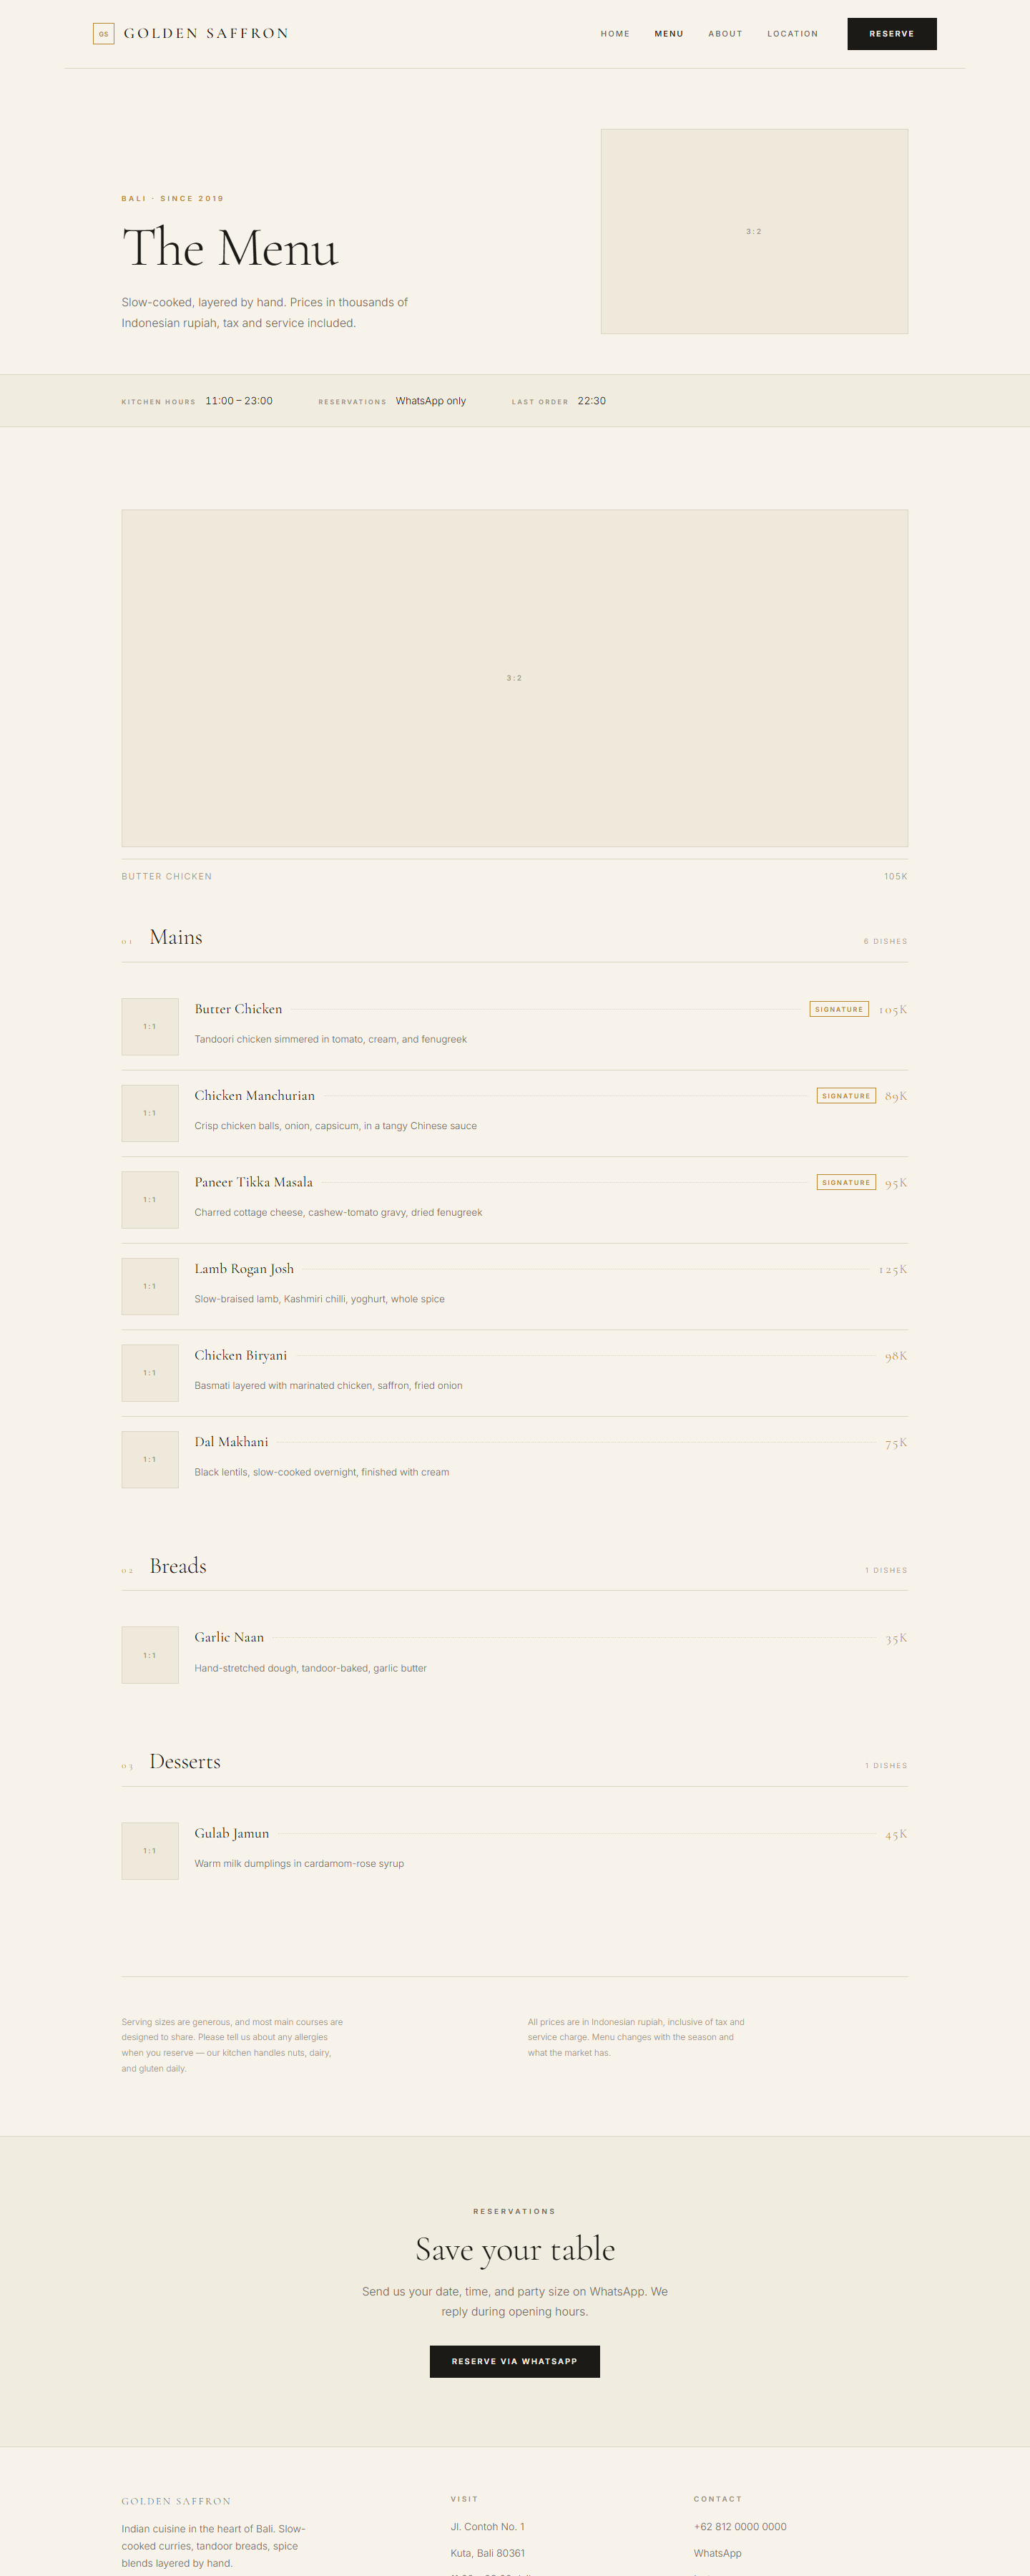 GS GOLDEN SAFFRON HOME MENU ABOUT LOCATION RESERVE
BALI · SINCE 2019
The Menu
Slow-cooked, layered by hand. Prices in thousands of
Indonesian rupiah, tax and service included.
3:2
KITCHEN HOURS 11:00 – 23:00 RESERVATIONS WhatsApp only LAST ORDER 22:30
3:2
BUTTER CHICKEN 105K
01 Mains 6 DISHES
1:1
Butter Chicken SIGNATURE 105K
Tandoori chicken simmered in tomato, cream, and fenugreek
1:1
Chicken Manchurian SIGNATURE 89K
Crisp chicken balls, onion, capsicum, in a tangy Chinese sauce
1:1
Paneer Tikka Masala SIGNATURE 95K
Charred cottage cheese, cashew-tomato gravy, dried fenugreek
1:1
Lamb Rogan Josh 125K
Slow-braised lamb, Kashmiri chilli, yoghurt, whole spice
1:1
Chicken Biryani 98K
Basmati layered with marinated chicken, saffron, fried onion
1:1
Dal Makhani 75K
Black lentils, slow-cooked overnight, finished with cream
02 Breads 1 DISHES
1:1
Garlic Naan 35K
Hand-stretched dough, tandoor-baked, garlic butter
03 Desserts 1 DISHES
1:1
Gulab Jamun 45K
Warm milk dumplings in cardamom-rose syrup
Serving sizes are generous, and most main courses are
designed to share. Please tell us about any allergies
when you reserve — our kitchen handles nuts, dairy,
and gluten daily.
All prices are in Indonesian rupiah, inclusive of tax and
service charge. Menu changes with the season and
what the market has.
RESERVATIONS
Save your table
Send us your date, time, and party size on WhatsApp. We
reply during opening hours.
RESERVE VIA WHATSAPP
GOLDEN SAFFRON
Indian cuisine in the heart of Bali. Slow-
cooked curries, tandoor breads, spice
blends layered by hand.
VISIT
Jl. Contoh No. 1
Kuta, Bali 80361
CONTACT
+62 812 0000 0000
WhatsApp